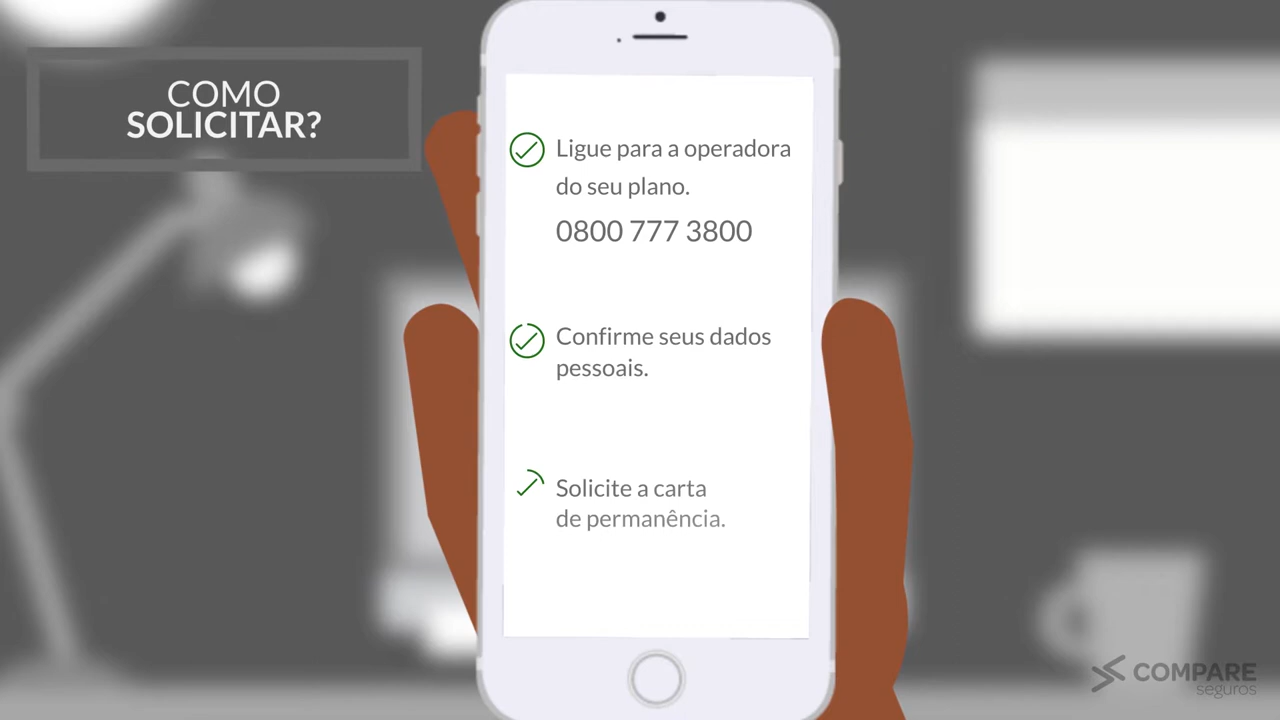 COMO
SOLICITAR?
Ligue para a operadora
do seu plano.
0800 777 3800
Confirme seus dados
pessoais.
Solicite a carta
de permanência.
COMPARE
seguros